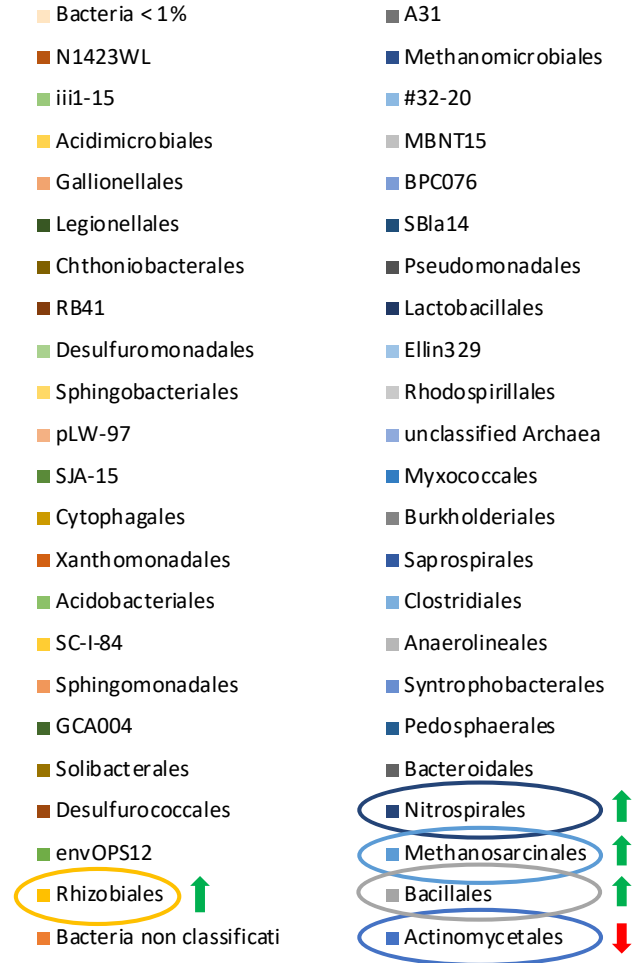 Bacteria < 1%
N1423WL
iii1-15
Acidimicrobiales
Gallionellales
Legionellales
Chthoniobacterales
RB41
Desulfuromonadales
Sphingobacteriales
pLW-97
SJA-15
Cytophagales
Xanthomonadales
Acidobacteriales
SC-I-84
Sphingomonadales
GCA004
Solibacterales
Desulfurococcales
envOPS12
Rhizobiales
Bacteria non classificati
A31
Methanomicrobiales
#32-20
MBNT15
BPC076
SBla14
Pseudomonadales
Lactobacillales
Ellin329
Rhodospirillales
unclassified Archaea
Myxococcales
Burkholderiales
Saprospirales
Clostridiales
Anaerolineales
Syntrophobacterales
Pedosphaerales
Bacteroidales
Nitrospirales
Methanosarcinales
Bacillales
Actinomycetales